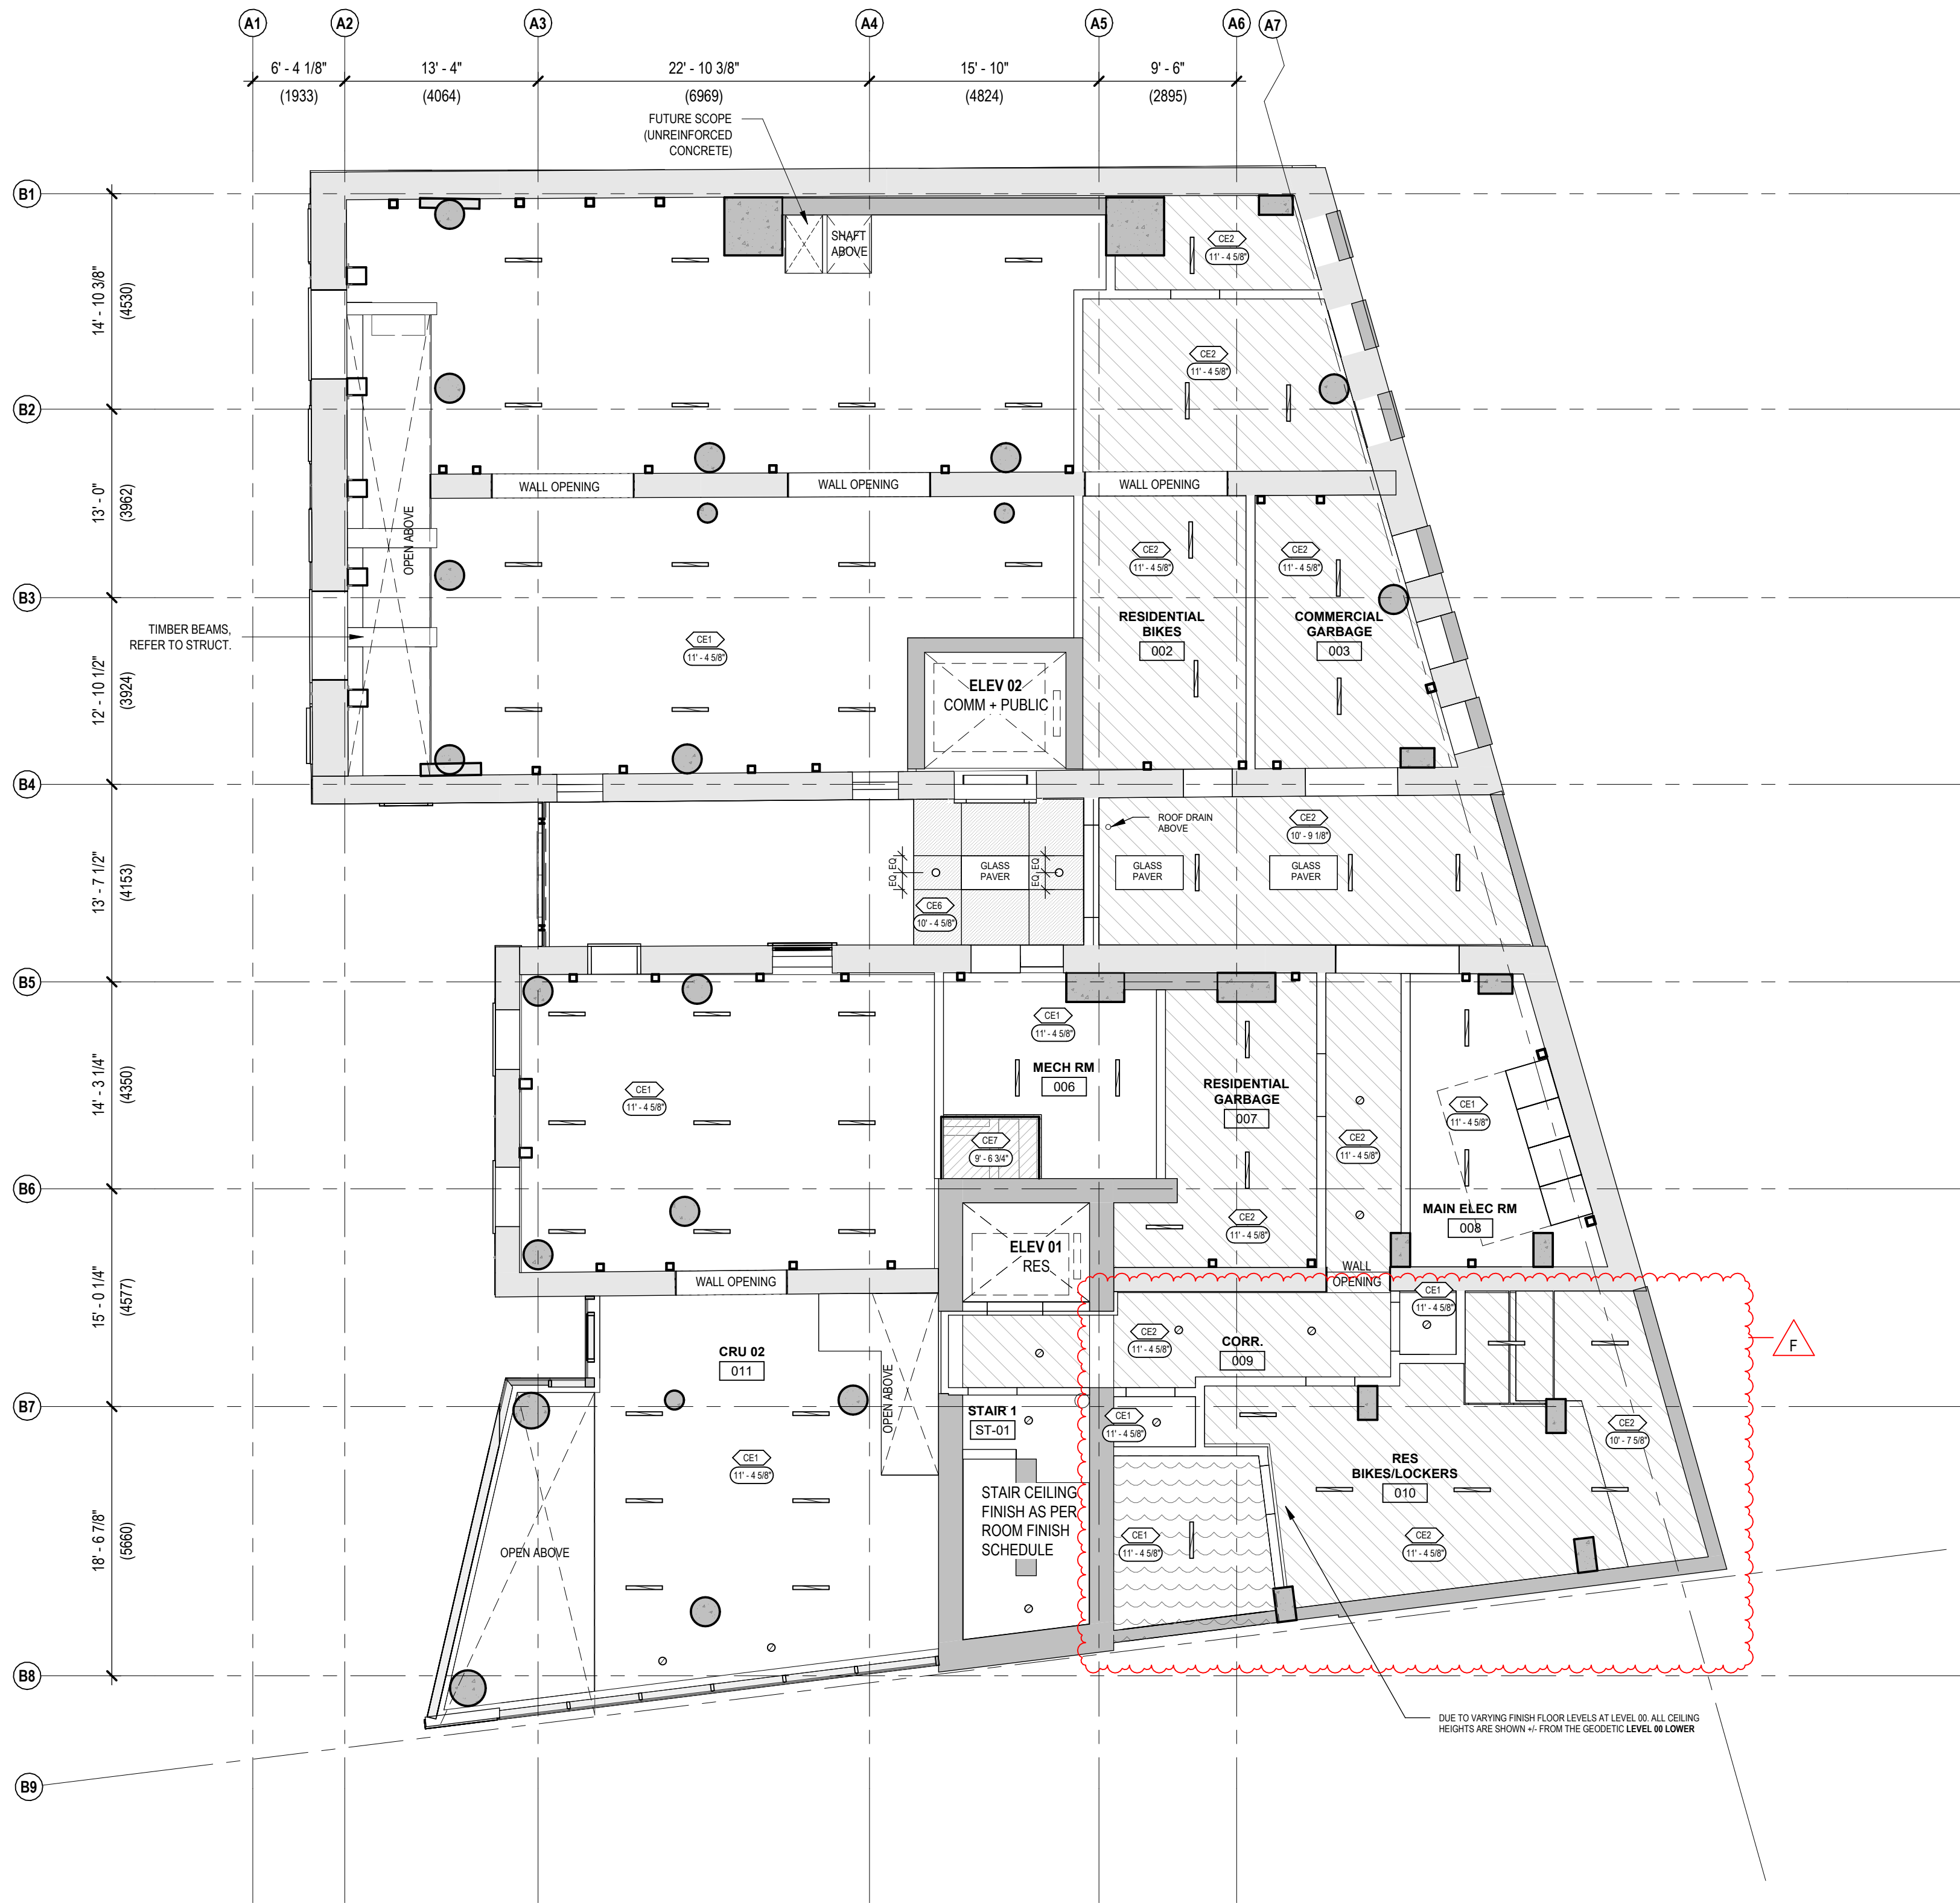 A1
A2
A3
A4
A5
A6
A7
6' - 4 1/8"
13' - 4"
22' - 10 3/8"
15' - 10"
9' - 6"
(1933)
(4064)
(6969)
(4824)
(2895)
FUTURE SCOPE
(UNREINFORCED
CONCRETE)
B1
14' - 10 3/8"
(4530)
SHAFT
ABOVE
CE2
11' - 4 5/8"
CE2
11' - 4 5/8"
B2
13' - 0"
(3962)
OPEN ABOVE
WALL OPENING
WALL OPENING
WALL OPENING
CE2
11' - 4 5/8"
CE2
11' - 4 5/8"
B3
12' - 10 1/2"
(3924)
TIMBER BEAMS,
REFER TO STRUCT.
CE1
11' - 4 5/8"
RESIDENTIAL
BIKES
002
COMMERCIAL
GARBAGE
003
ELEV 02
COMM + PUBLIC
B4
13' - 7 1/2"
(4153)
ROOF DRAIN
ABOVE
CE2
10' - 9 1/8"
EQ
EQ
GLASS
PAVER
EQ
EQ
GLASS
PAVER
GLASS
PAVER
CE6
10' - 4 5/8"
B5
14' - 3 1/4"
(4350)
CE1
11' - 4 5/8"
MECH RM
006
CE1
11' - 4 5/8"
RESIDENTIAL
GARBAGE
007
CE1
11' - 4 5/8"
CE7
9' - 6 3/4"
CE2
11' - 4 5/8"
B6
15' - 0 1/4"
(4577)
MAIN ELEC RM
008
CE2
11' - 4 5/8"
ELEV 01
RES
WALL OPENING
WALL
OPENING
CE1
11' - 4 5/8"
CE2
11' - 4 5/8"
CORR.
009
F
CRU 02
011
OPEN ABOVE
B7
18' - 6 7/8"
(5660)
STAIR 1
ST-01
CE1
11' - 4 5/8"
CE2
10' - 7 5/8"
CE1
11' - 4 5/8"
RES
BIKES/LOCKERS
010
STAIR CEILING
FINISH AS PER
ROOM FINISH
SCHEDULE
CE1
11' - 4 5/8"
CE2
11' - 4 5/8"
OPEN ABOVE
B8
DUE TO VARYING FINISH FLOOR LEVELS AT LEVEL 00. ALL CEILING
HEIGHTS ARE SHOWN +/- FROM THE GEODETIC LEVEL 00 LOWER
B9